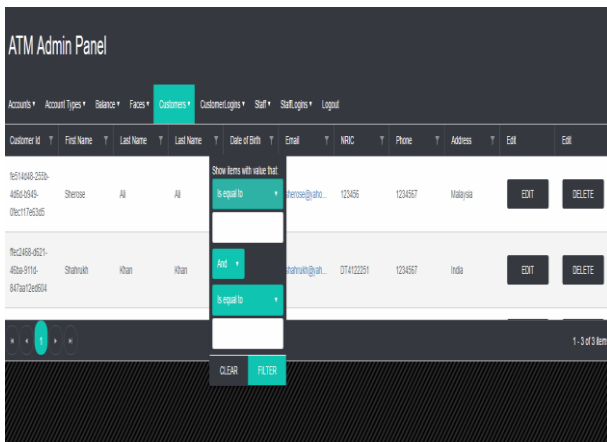 ATM Admin Panel
Accounts Account Types Balance Faces Customers CustomerLogins Staff StaffLogins Logout
Customer Id First Name Last Name Last Name Date of Birth Email NRIC Phone Address Edit Edit
Show items with value that:
fe514d48-255b-
4d6d-b949-
0fec117e63d5
Sherose Ali Ali Is equal to sherose@yaho... 123456 1234567 Malaysia EDIT DELETE
And
ffec2468-d621-
46ba-911d-
847aa12ed604
Shahrukh Khan Khan shahrukh@yah... DT4122251 1234567 India EDIT DELETE
Is equal to
1
1 - 3 of 3 item
CLEAR FILTER